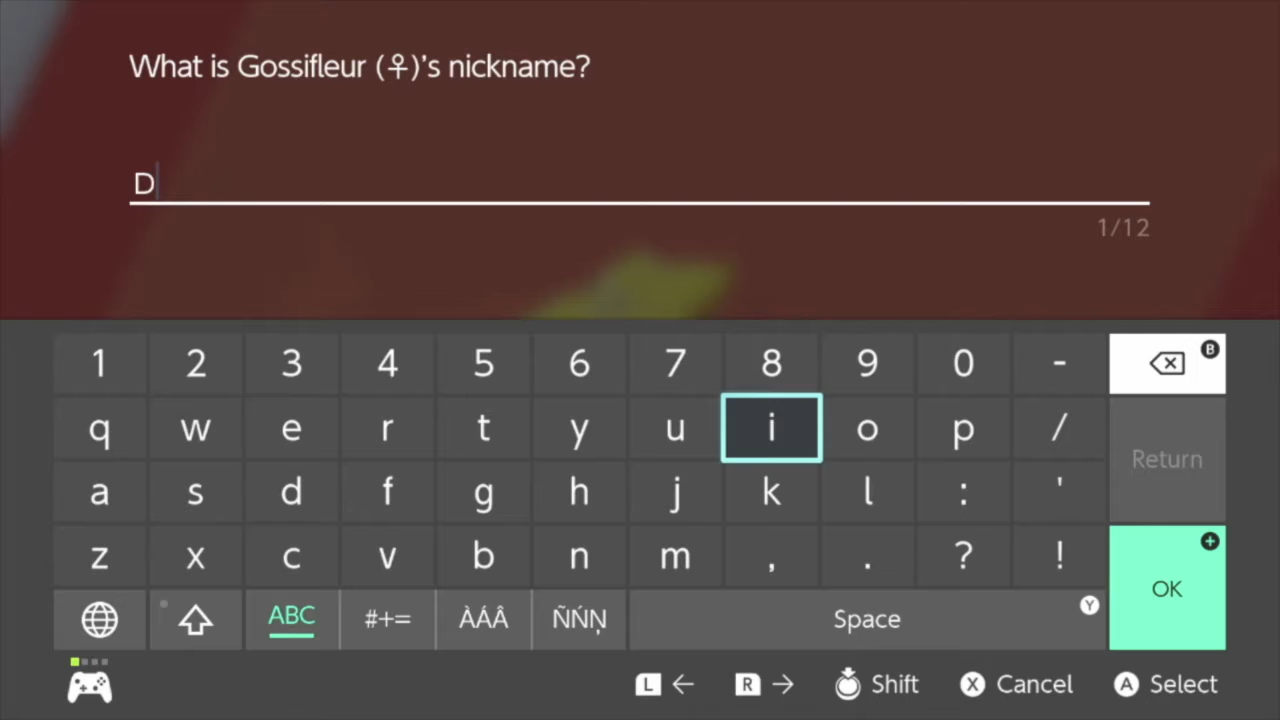 What is Gossifleur (♀)'s nickname?
D
1/12
1 2 3 4 5 6 7 8 9 0 - B
q w e r t y u i o p /
Return
a s d f g h j k l : '
z x c v b n m , . ? ! +
OK
ABC #+= ÀÁÂ ÑŃŅ Space Y
L ← R → Shift X Cancel A Select